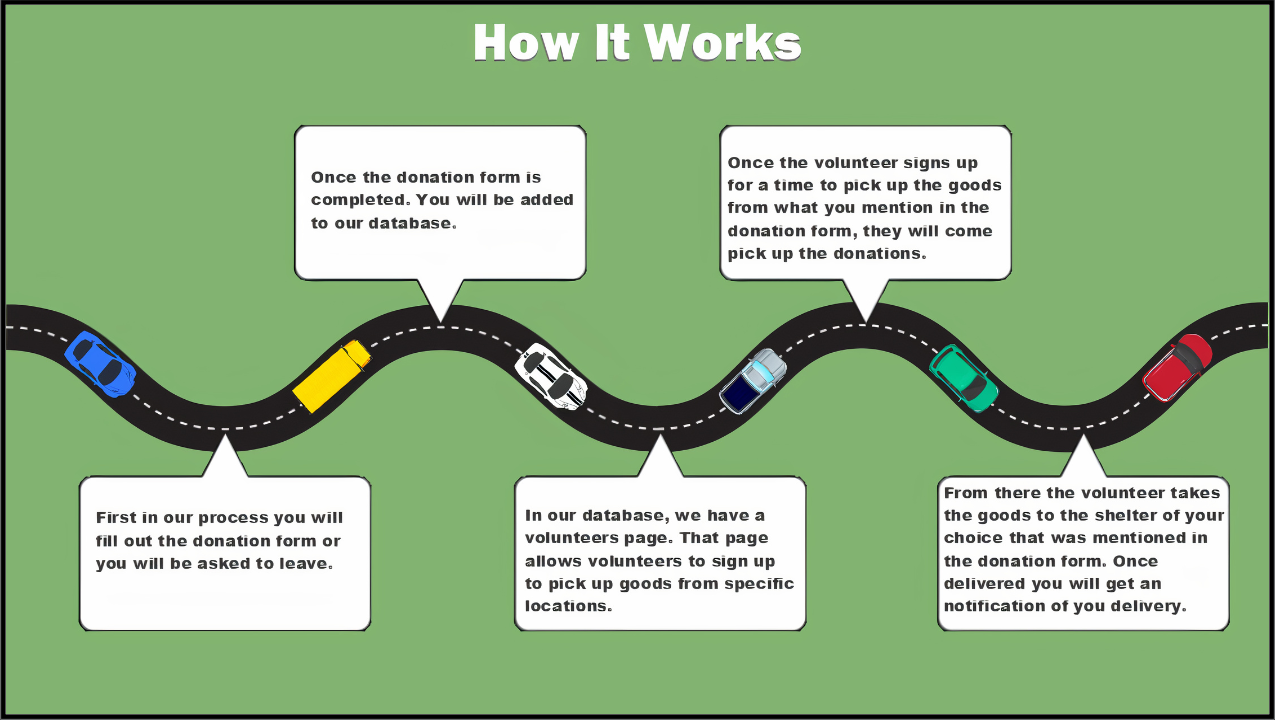 How It Works
First in our process you will
fill out the donation form or
you will be asked to leave.
Once the donation form is
completed. You will be added
to our database.
In our database, we have a
volunteers page. That page
allows volunteers to sign up
to pick up goods from specific
locations.
Once the volunteer signs up
for a time to pick up the goods
from what you mention in the
donation form, they will come
pick up the donations.
From there the volunteer takes
the goods to the shelter of your
choice that was mentioned in
the donation form. Once
delivered you will get an
notification of you delivery.